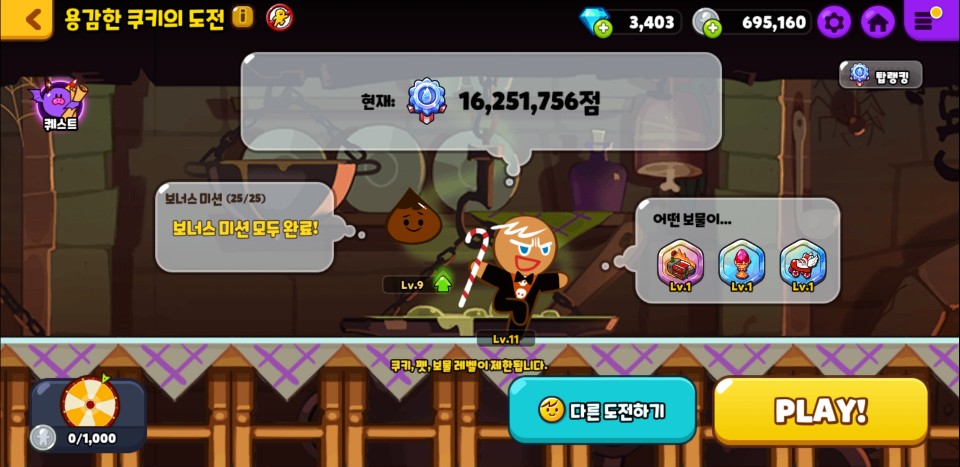 용감한 쿠키의 도전
3,403
695,160
탑랭킹
퀘스트
현재: 16,251,756점
보너스 미션 (25/25)
보너스 미션 모두 완료!
어떤 보물이...
Lv.1 Lv.1 Lv.1
Lv.9
Lv.11
쿠키, 펫, 보물 레벨이 제한됩니다.
0/1,000
다른 도전하기
PLAY!